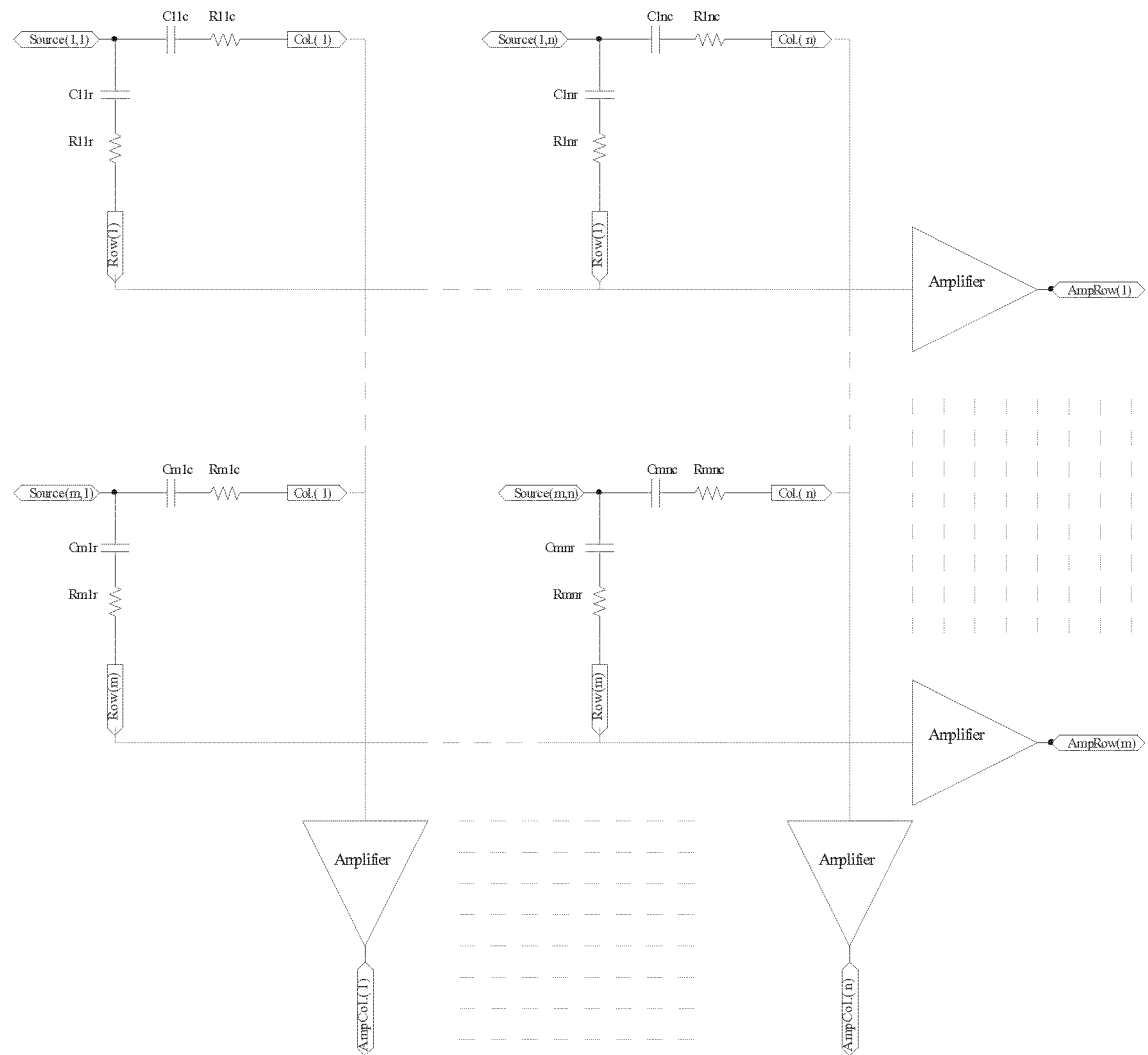 C11c R11c
C1nc R1nc
Source(1,1)
Col.( 1)
Source(1,n)
Col.( n)
C11r
C1nr
R11r
R1nr
Row(1)
Row(1)
Amplifier
AmpRow(1)
Cm1c Rm1c
Cmnc Rmnc
Source(m,1)
Col.( 1)
Source(m,n)
Col.( n)
Cm1r
Cmnr
Rm1r
Rmnr
Row(m)
Row(m)
Amplifier
AmpRow(m)
Amplifier
Amplifier
AmpCol.( 1)
AmpCol.( n)